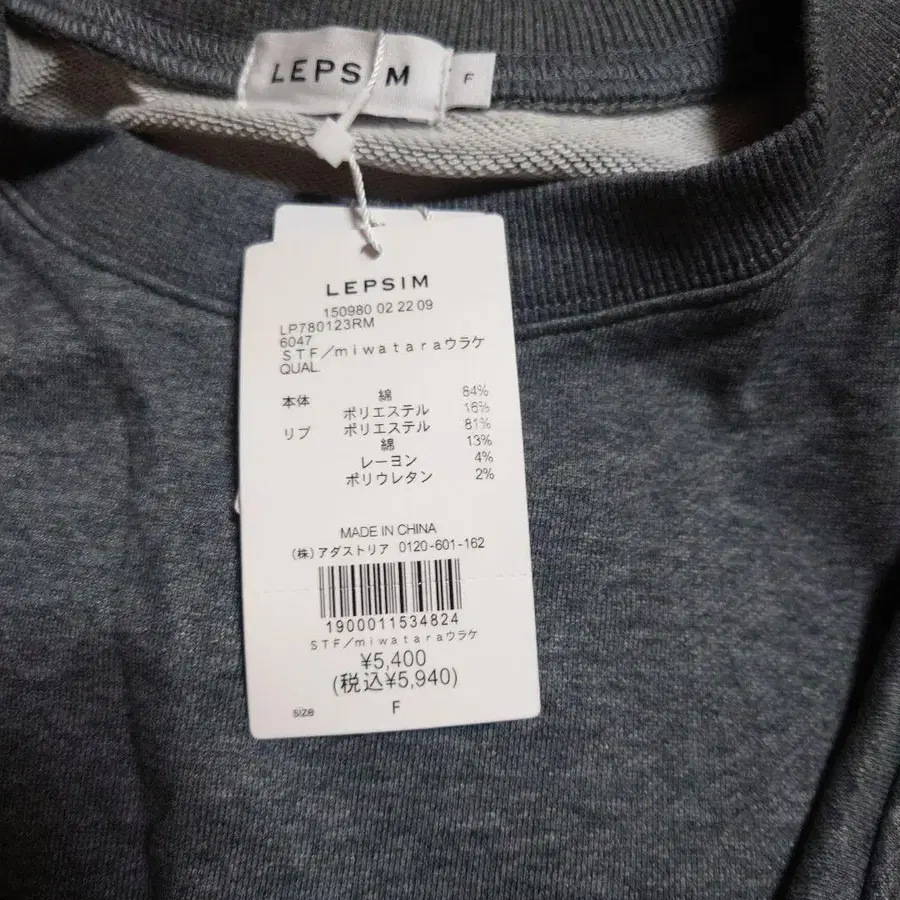 LEPSIM
F
LEPSIM
150980 02 22 09
LP780123RM
6047
STF/miwataraウラケ
QUAL.
本体 綿 84%
ポリエステル 16%
リブ ポリエステル 81%
綿 13%
レーヨン 4%
ポリウレタン 2%
MADE IN CHINA
(株)アダストリア 0120-601-162
1900011534824
STF/miwataraウラケ
¥5,400
(税込¥5,940)
size F